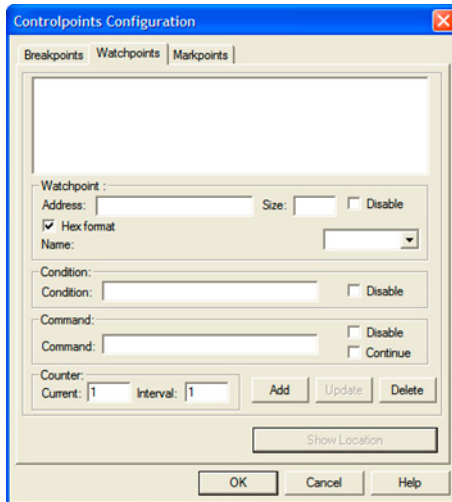 Controlpoints Configuration
Breakpoints Watchpoints Markpoints
Watchpoint :
Address: Size: Disable
Hex format
Name:
Condition:
Condition: Disable
Command:
Disable
Command:
Continue
Counter:
Current: 1 Interval: 1 Add Update Delete
Show Location
OK Cancel Help